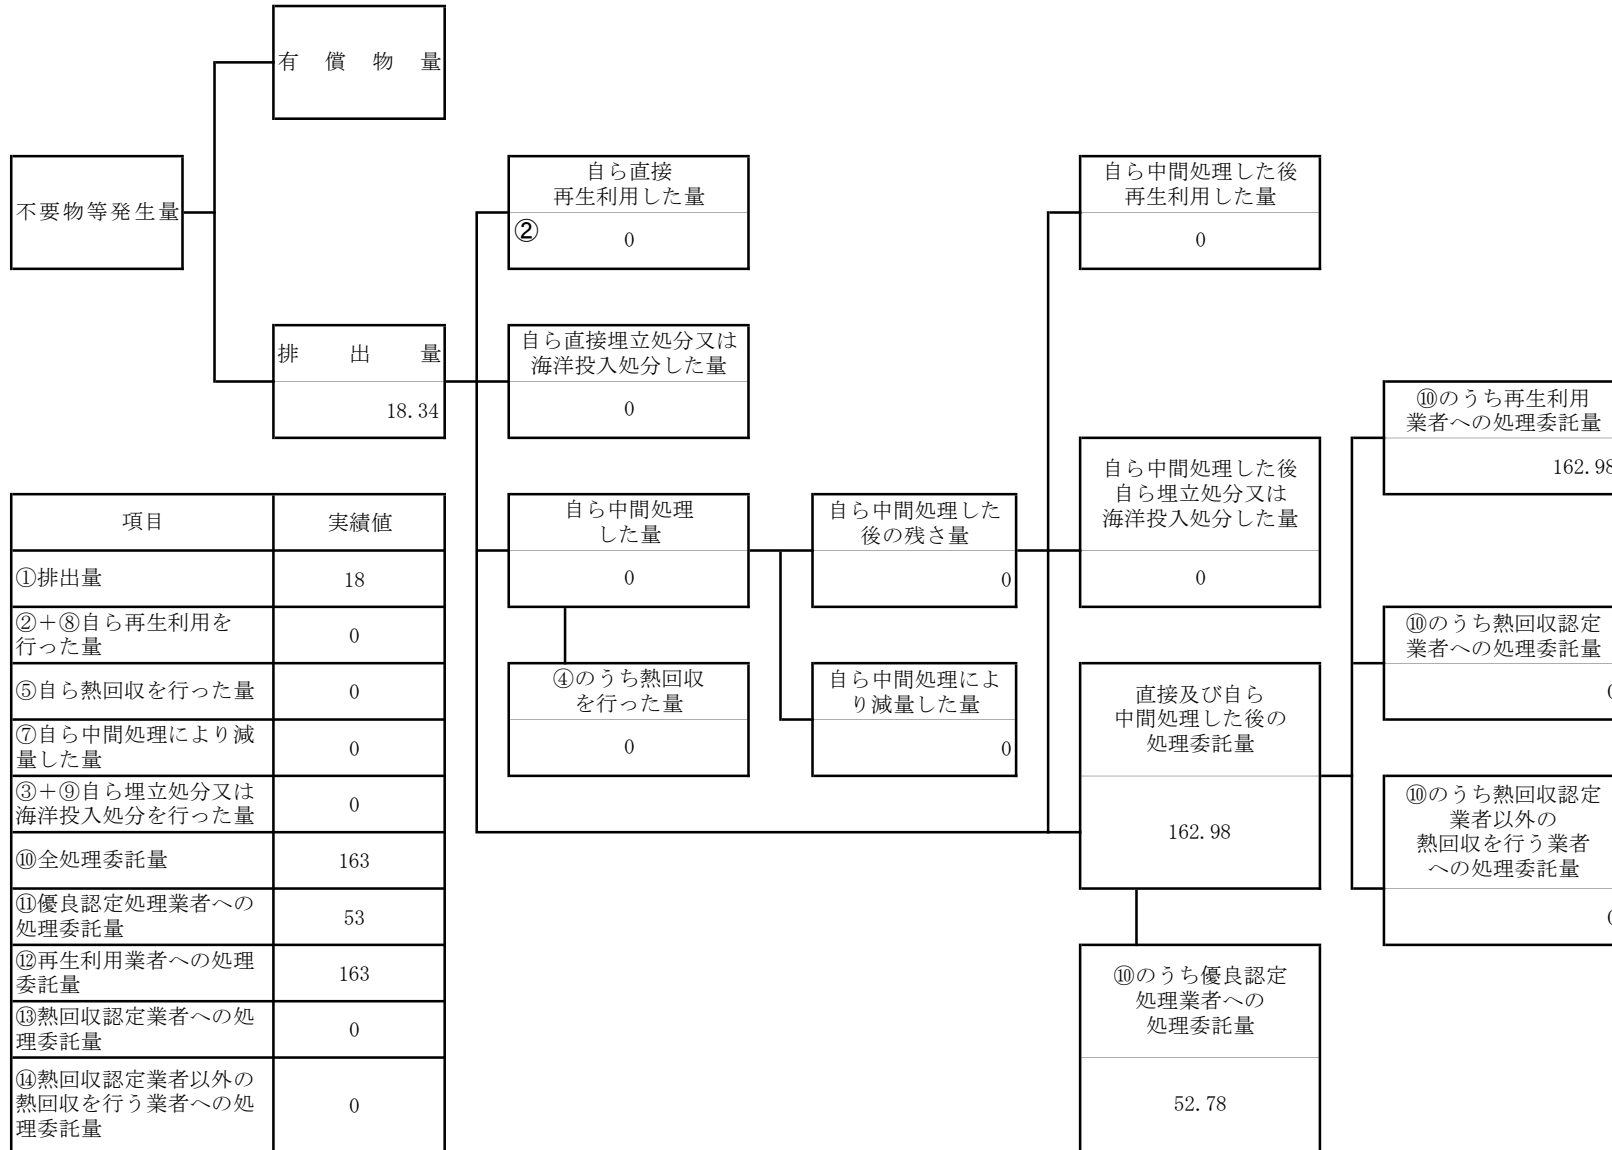 有償物量
不要物等発生量
自ら直接
再生利用した量
②
0
自ら中間処理した後
再生利用した量
0
排出量
18.34
自ら直接埋立処分又は
海洋投入処分した量
0
⑩のうち再生利用
業者への処理委託量
162.98
自ら中間処理
した量
0
自ら中間処理した
後の残さ量
0
自ら中間処理した後
自ら埋立処分又は
海洋投入処分した量
0
④のうち熱回収
を行った量
0
自ら中間処理によ
り減量した量
0
直接及び自ら
中間処理した後の
処理委託量
162.98
⑩のうち熱回収認定
業者への処理委託量
0
⑩のうち熱回収認定
業者以外の
熱回収を行う業者
への処理委託量
0
⑩のうち優良認定
処理業者への
処理委託量
52.78
項目 実績値
①排出量 18
②+⑧自ら再生利用を
行った量 0
⑤自ら熱回収を行った量 0
⑦自ら中間処理により減
量した量 0
③+⑨自ら埋立処分又は
海洋投入処分を行った量 0
⑩全処理委託量 163
⑪優良認定処理業者への
処理委託量 53
⑫再生利用業者への処理
委託量 163
⑬熱回収認定業者への処
理委託量 0
⑭熱回収認定業者以外の
熱回収を行う業者への処
理委託量 0